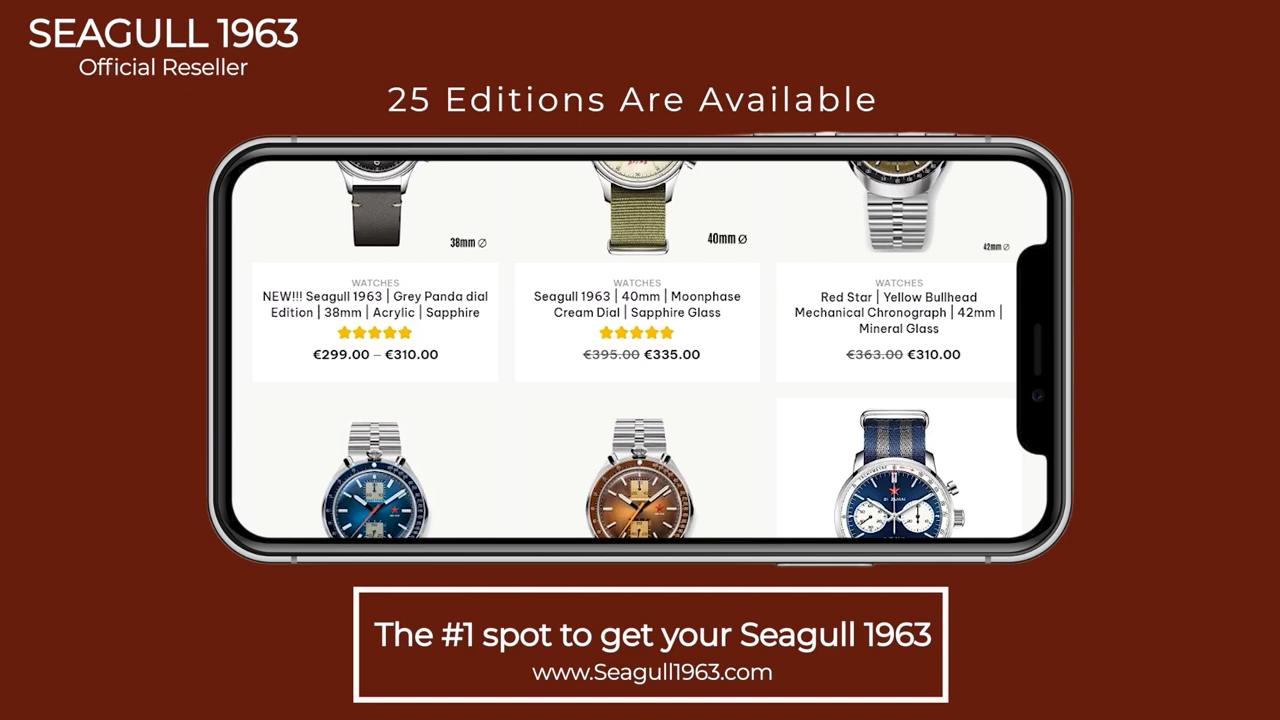 SEAGULL 1963
Official Reseller
25 Editions Are Available
38mm Ø
40mm Ø
42mm Ø
WATCHES
NEW!!! Seagull 1963 | Grey Panda dial
Edition | 38mm | Acrylic | Sapphire
€299.00 – €310.00
WATCHES
Seagull 1963 | 40mm | Moonphase
Cream Dial | Sapphire Glass
€395.00 €335.00
WATCHES
Red Star | Yellow Bullhead
Mechanical Chronograph | 42mm |
Mineral Glass
€363.00 €310.00
The #1 spot to get your Seagull 1963
www.Seagull1963.com